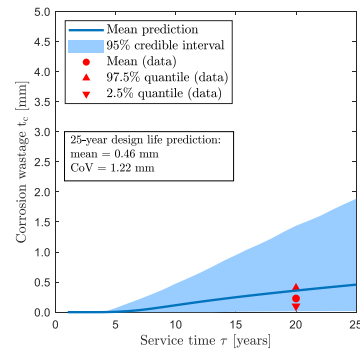 5.0
4.5
4.0
3.5
3.0
2.5
2.0
1.5
1.0
0.5
0.0
Corrosion wastage t_c [mm]
Mean prediction
95% credible interval
Mean (data)
97.5% quantile (data)
2.5% quantile (data)
25-year design life prediction:
mean = 0.46 mm
CoV = 1.22 mm
0 5 10 15 20 25
Service time τ [years]